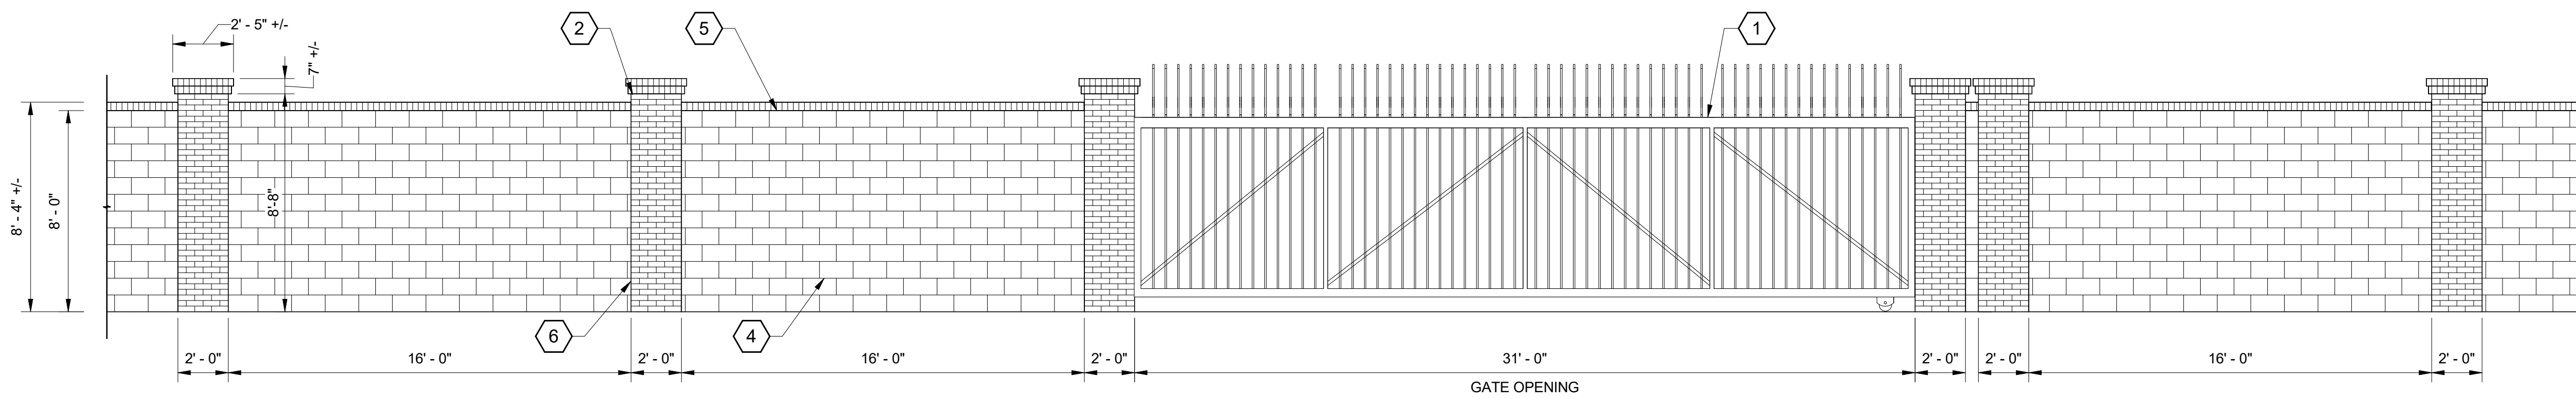 2' - 5" +/-
2
5
1
7" +/-
8' - 4" +/-
8' - 0"
8'-8"
6
4
2' - 0"
16' - 0"
2' - 0"
16' - 0"
2' - 0"
31' - 0"
2' - 0"
2' - 0"
16' - 0"
2' - 0"
GATE OPENING